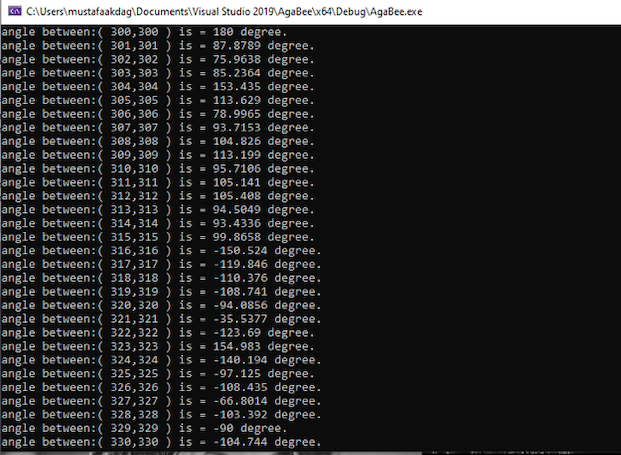 C:\Users\mustafaakdag\Documents\Visual Studio 2019\AgaBee\x64\Debug\AgaBee.exe
angle between:( 300,300 ) is = 180 degree.
angle between:( 301,301 ) is = 87.8789 degree.
angle between:( 302,302 ) is = 75.9638 degree.
angle between:( 303,303 ) is = 85.2364 degree.
angle between:( 304,304 ) is = 153.435 degree.
angle between:( 305,305 ) is = 113.629 degree.
angle between:( 306,306 ) is = 78.9965 degree.
angle between:( 307,307 ) is = 93.7153 degree.
angle between:( 308,308 ) is = 104.826 degree.
angle between:( 309,309 ) is = 113.199 degree.
angle between:( 310,310 ) is = 95.7106 degree.
angle between:( 311,311 ) is = 105.141 degree.
angle between:( 312,312 ) is = 105.408 degree.
angle between:( 313,313 ) is = 94.5049 degree.
angle between:( 314,314 ) is = 93.4336 degree.
angle between:( 315,315 ) is = 99.8658 degree.
angle between:( 316,316 ) is = -150.524 degree.
angle between:( 317,317 ) is = -119.846 degree.
angle between:( 318,318 ) is = -110.376 degree.
angle between:( 319,319 ) is = -108.741 degree.
angle between:( 320,320 ) is = -94.0856 degree.
angle between:( 321,321 ) is = -35.5377 degree.
angle between:( 322,322 ) is = -123.69 degree.
angle between:( 323,323 ) is = 154.983 degree.
angle between:( 324,324 ) is = -140.194 degree.
angle between:( 325,325 ) is = -97.125 degree.
angle between:( 326,326 ) is = -108.435 degree.
angle between:( 327,327 ) is = -66.8014 degree.
angle between:( 328,328 ) is = -103.392 degree.
angle between:( 329,329 ) is = -90 degree.
angle between:( 330,330 ) is = -104.744 degree.